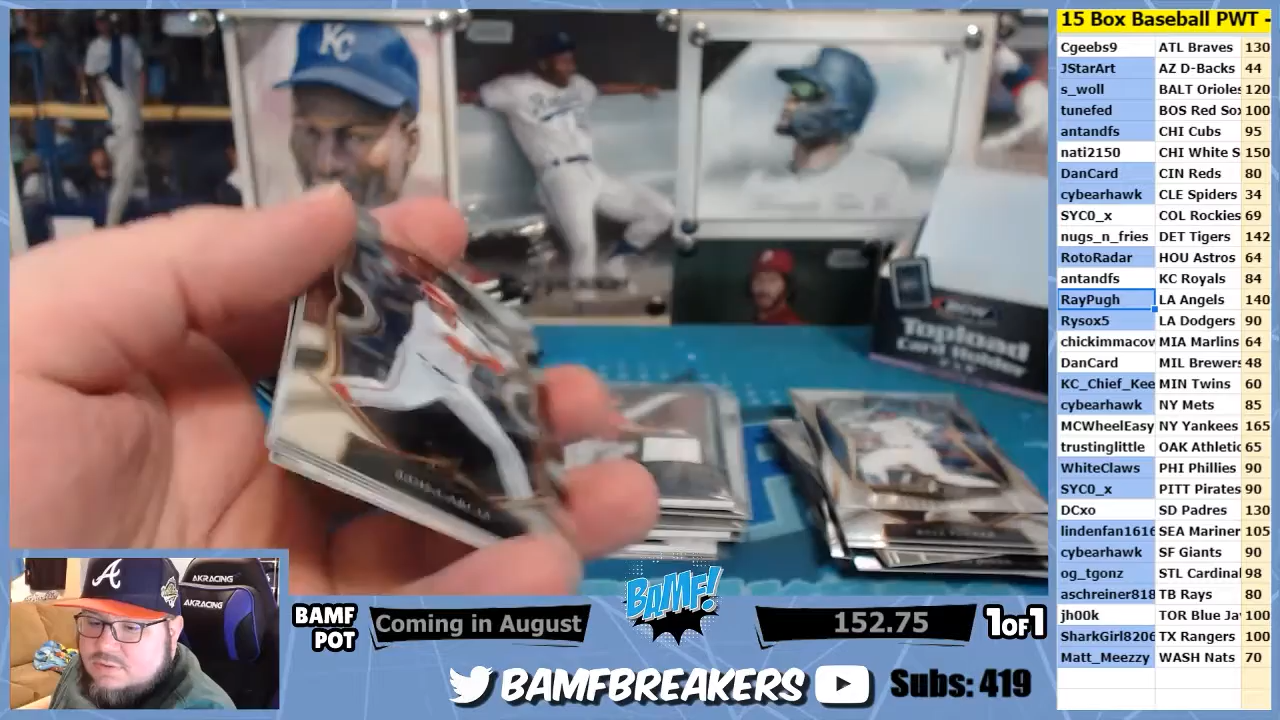 15 Box Baseball PWT -
Cgeebs9 ATL Braves 130
JStarArt AZ D-Backs 44
s_woll BALT Orioles 120
tunefed BOS Red Sox 100
antandfs CHI Cubs 95
nati2150 CHI White S 150
DanCard CIN Reds 80
cybearhawk CLE Spiders 34
SYC0_x COL Rockies 69
nugs_n_fries DET Tigers 142
RotoRadar HOU Astros 64
antandfs KC Royals 84
RayPugh LA Angels 140
Rysox5 LA Dodgers 90
chickimmacow MIA Marlins 64
DanCard MIL Brewers 48
KC_Chief_Kee MIN Twins 60
cybearhawk NY Mets 85
MCWheelEasy NY Yankees 165
trustinglittle OAK Athletic 65
WhiteClaws PHI Phillies 90
SYC0_x PITT Pirates 90
DCxo SD Padres 130
lindenfan1616 SEA Mariner 105
cybearhawk SF Giants 90
og_tgonz STL Cardinal 98
aschreiner818 TB Rays 80
jh00k TOR Blue Ja 100
SharkGirl8206 TX Rangers 100
Matt_Meezzy WASH Nats 70
KC
Royals
Topload
Card Holder
A
AKRACING
AKRACING
BAMF
POT
Coming in August
BAMF!
152.75
1OF1
BAMFBREAKERS
Subs: 419